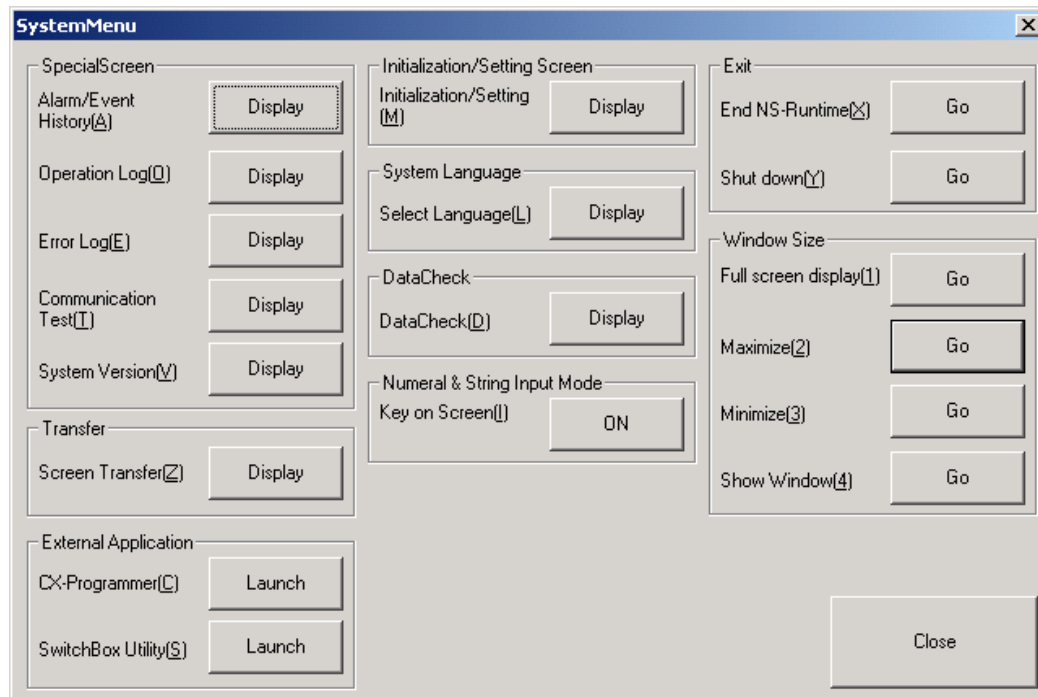 SystemMenu
SpecialScreen
Alarm/Event
History(A)
Display
Operation Log(O)
Display
Error Log(E)
Display
Communication
Test(T)
Display
System Version(V)
Display
Transfer
Screen Transfer(Z)
Display
External Application
CX-Programmer(C)
Launch
SwitchBox Utility(S)
Launch
Initialization/Setting Screen
Initialization/Setting
(M)
Display
System Language
Select Language(L)
Display
DataCheck
DataCheck(D)
Display
Numeral & String Input Mode
Key on Screen(I)
ON
Exit
End NS-Runtime(X)
Go
Shut down(Y)
Go
Window Size
Full screen display(1)
Go
Maximize(2)
Go
Minimize(3)
Go
Show Window(4)
Go
Close